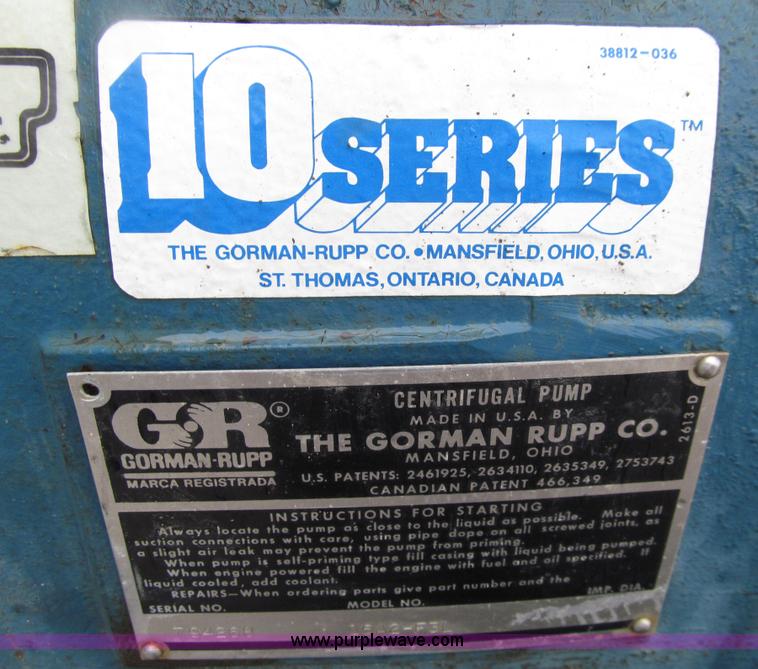 38812-036
10 SERIES™
THE GORMAN-RUPP CO. • MANSFIELD, OHIO, U.S.A.
ST. THOMAS, ONTARIO, CANADA
GR®
GORMAN-RUPP
MARCA REGISTRADA
CENTRIFUGAL PUMP
MADE IN U.S.A. BY
THE GORMAN RUPP CO.
MANSFIELD, OHIO
U.S. PATENTS: 2461925, 2634110, 2635349, 2753743
CANADIAN PATENT 466,349
2613-D
INSTRUCTIONS FOR STARTING
Always locate the pump as close to the liquid as possible. Make all
suction connections with care, using pipe dope on all screwed joints, as
a slight air leak may prevent the pump from priming.
When pump is self-priming type fill casing with liquid being pumped.
When engine powered fill the engine with fuel and oil specified. If
liquid cooled, add coolant.
REPAIRS—When ordering parts give part number and the
SERIAL NO. MODEL NO. IMP. DIA.
www.purplewave.com